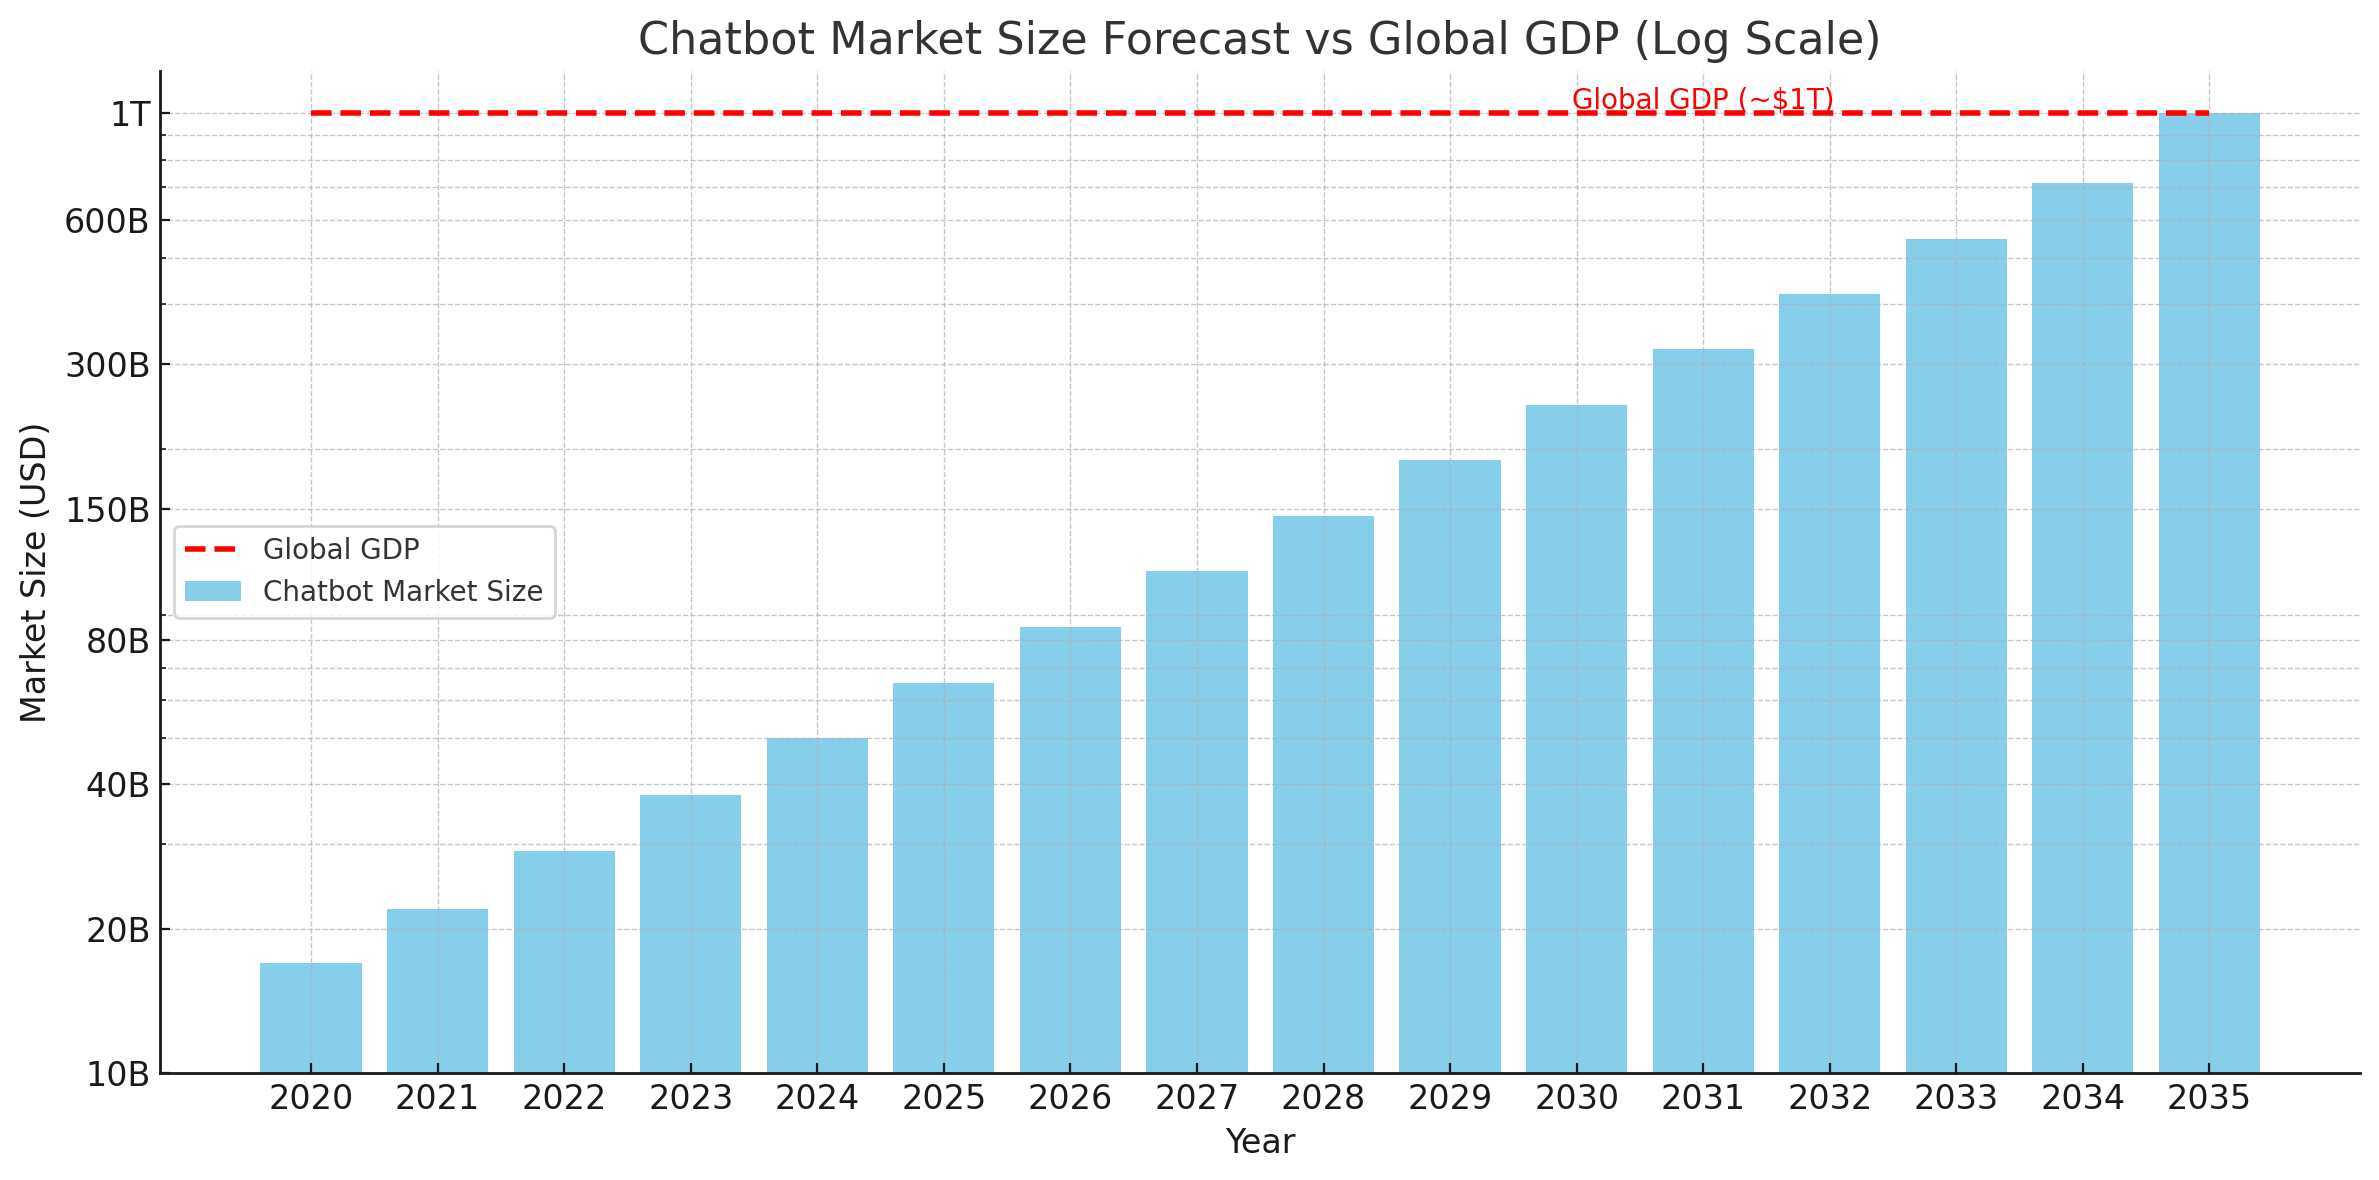 Chatbot Market Size Forecast vs Global GDP (Log Scale)
Global GDP (~$1T)
1T
600B
300B
150B
80B
40B
20B
10B
Market Size (USD)
Global GDP
Chatbot Market Size
2020 2021 2022 2023 2024 2025 2026 2027 2028 2029 2030 2031 2032 2033 2034 2035
Year